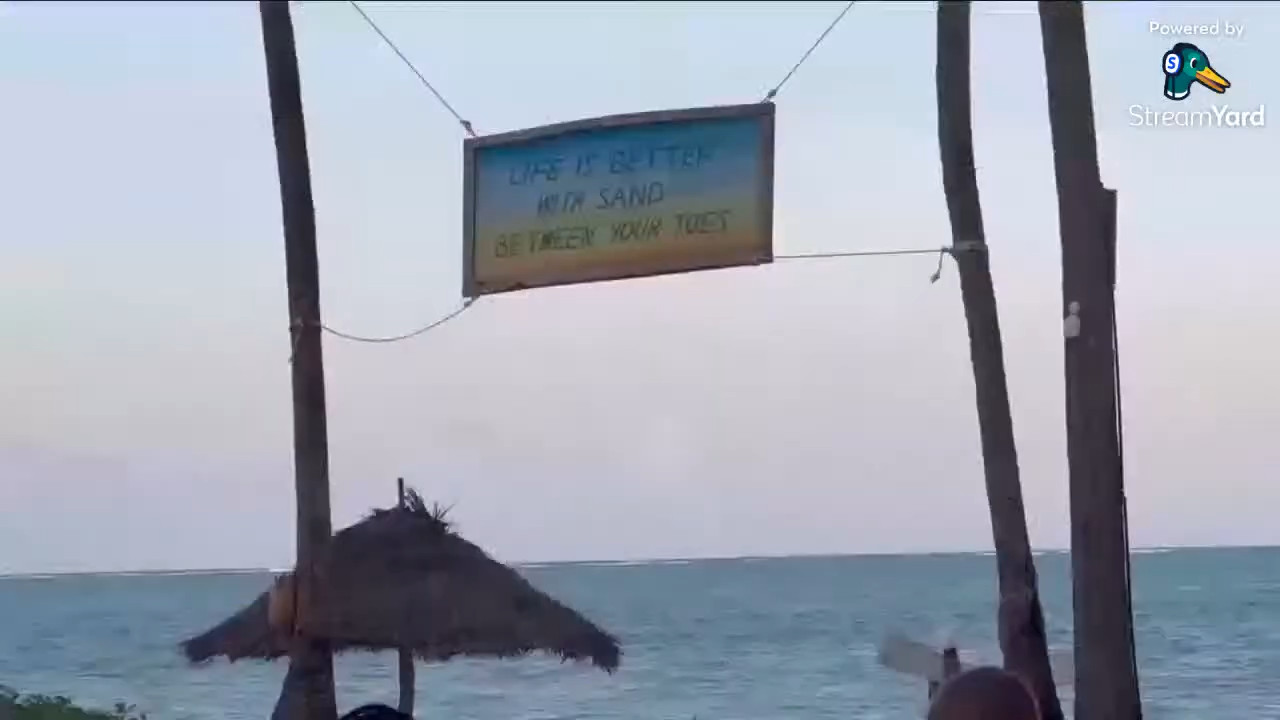 Powered by
StreamYard
LIFE IS BETTER
WITH SAND
BETWEEN YOUR TOES